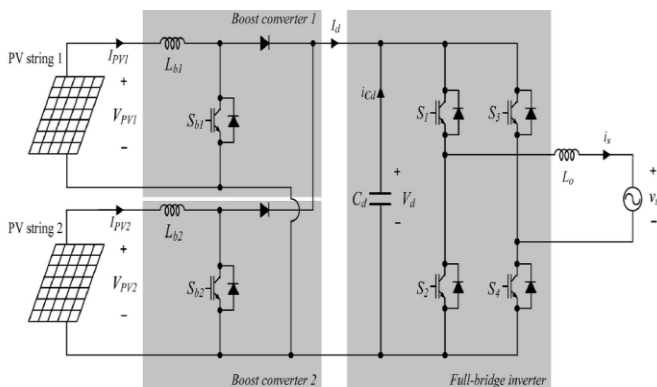 Boost converter 1
I_d
PV string 1
I_PV1
L_b1
+
V_PV1
−
S_b1
i_Cd
S_1
S_3
i_s
L_o
+
−
PV string 2
I_PV2
L_b2
+
V_PV2
−
S_b2
C_d
+
V_d
−
S_2
S_4
Boost converter 2
Full-bridge inverter